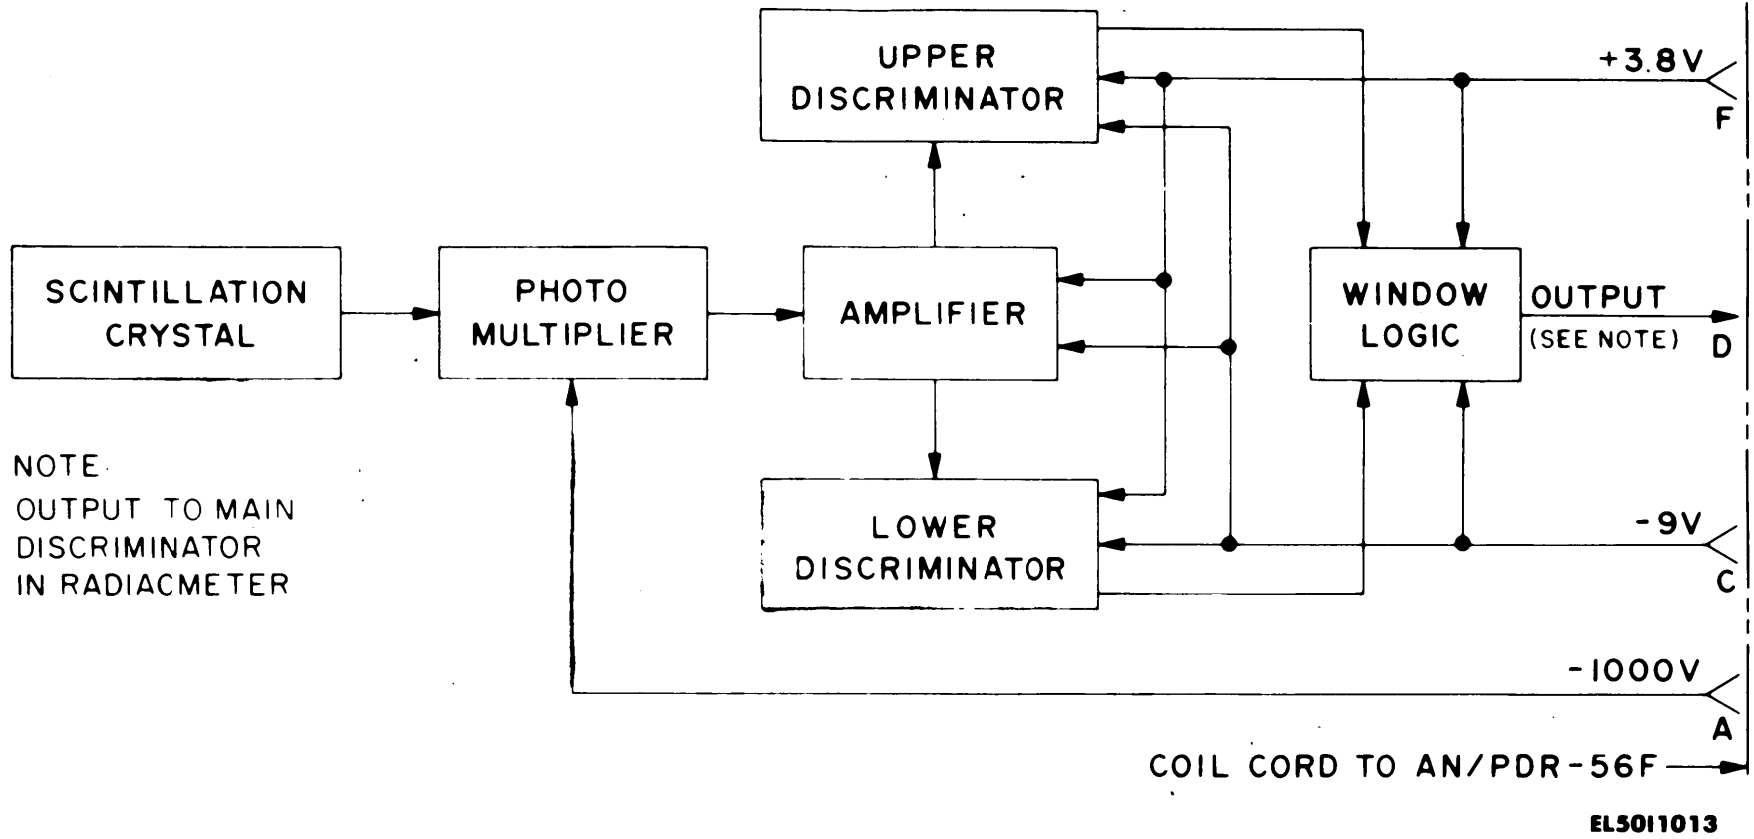 UPPER
DISCRIMINATOR
+3.8V
F
SCINTILLATION
CRYSTAL
PHOTO
MULTIPLIER
AMPLIFIER
WINDOW
LOGIC
OUTPUT
(SEE NOTE)
D
NOTE
OUTPUT TO MAIN
DISCRIMINATOR
IN RADIACMETER
LOWER
DISCRIMINATOR
-9V
C
-1000V
A
COIL CORD TO AN/PDR-56F
EL5011013